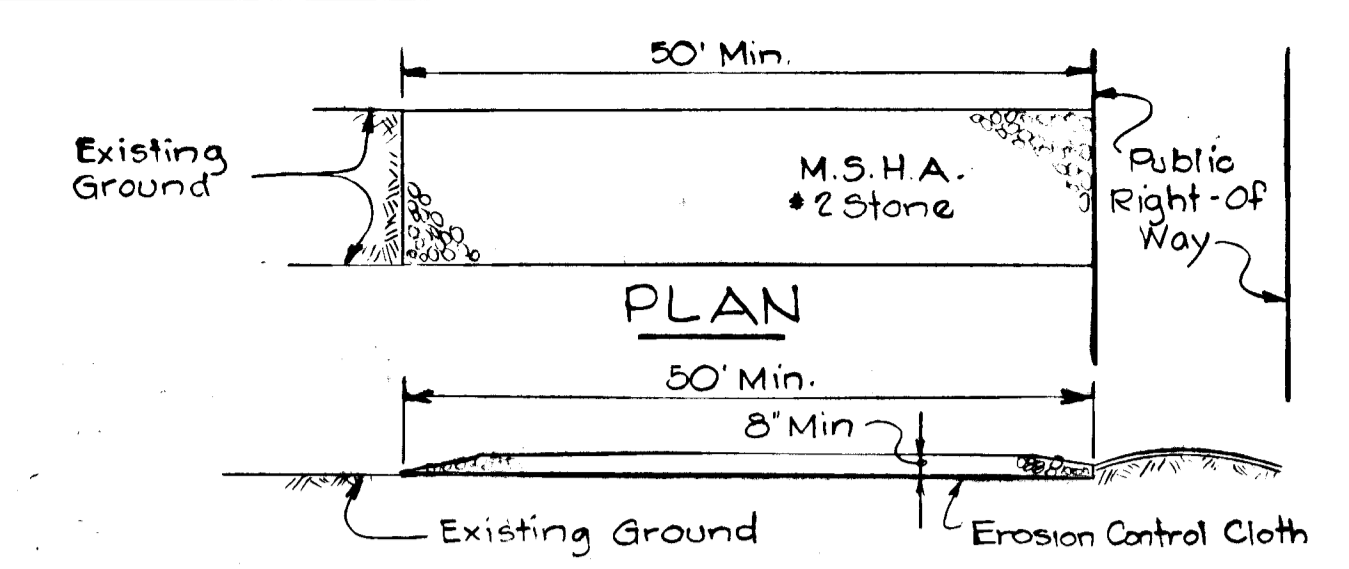 50' Min.
Existing
Ground
M.S.H.A.
#2 Stone
Public
Right-Of
Way
PLAN
50' Min.
8" Min
Existing Ground
Erosion Control Cloth